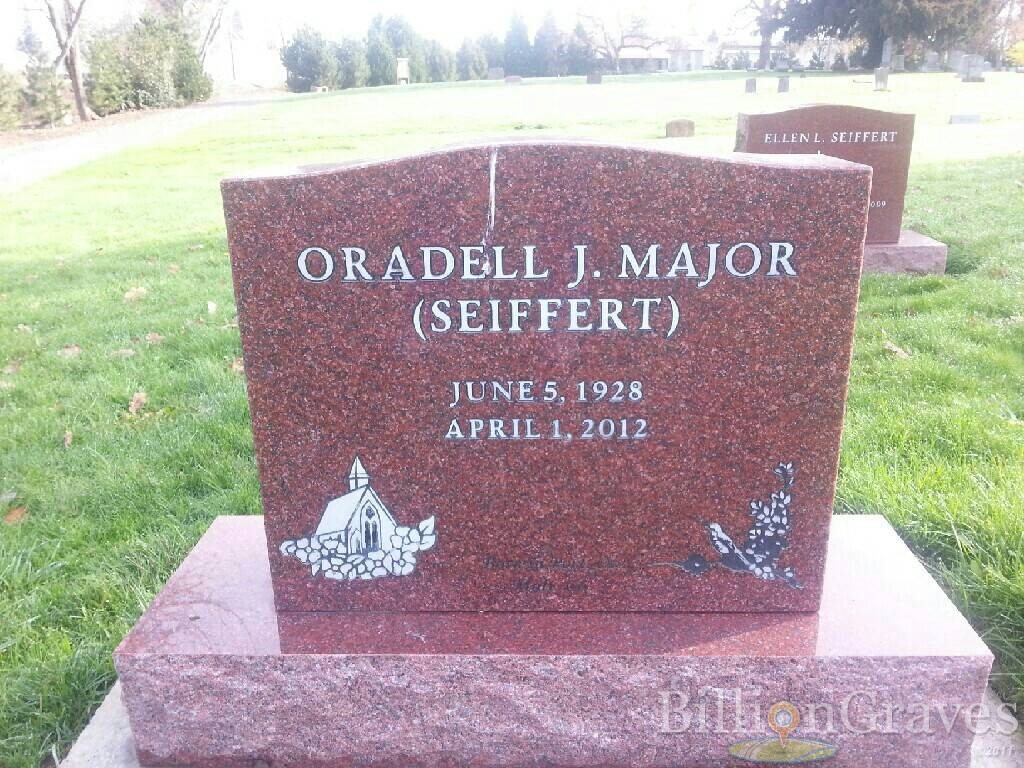 ELLEN L. SEIFFERT
ORADELL J. MAJOR
(SEIFFERT)
JUNE 5, 1928
APRIL 1, 2012
BillionGraves